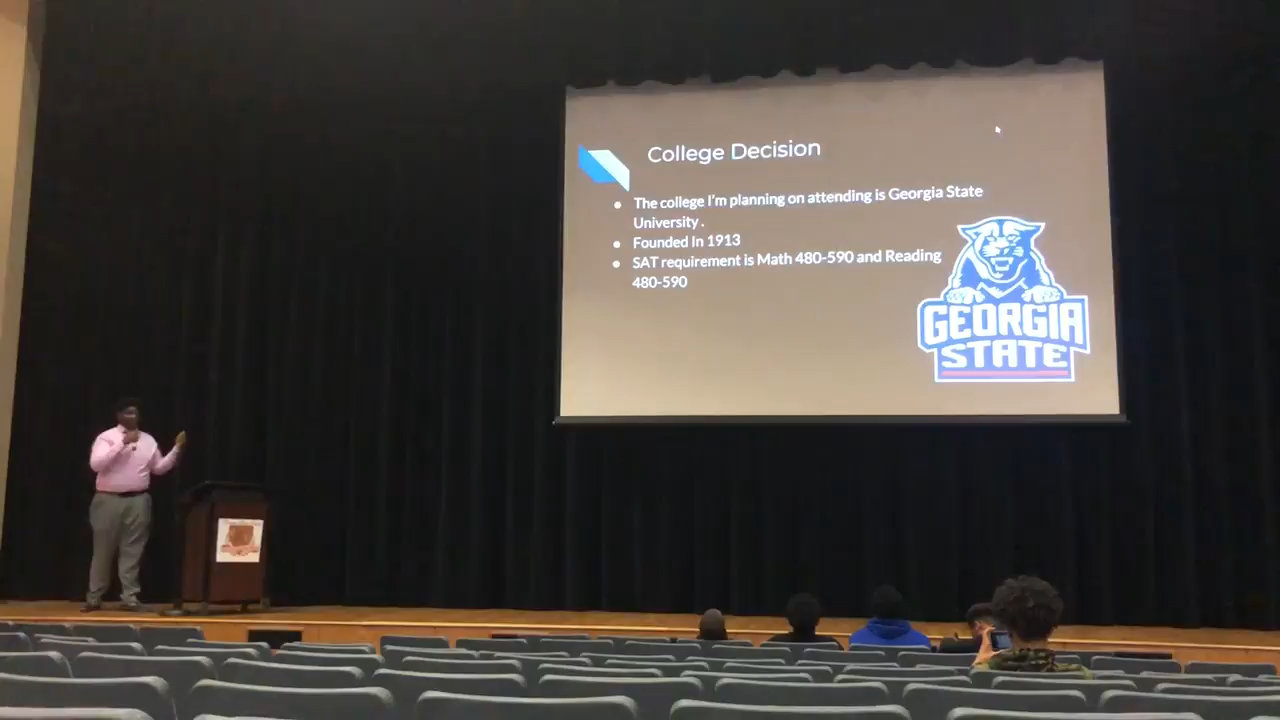 College Decision
The college I'm planning on attending is Georgia State
University .
Founded In 1913
SAT requirement is Math 480-590 and Reading
480-590
GEORGIA
STATE